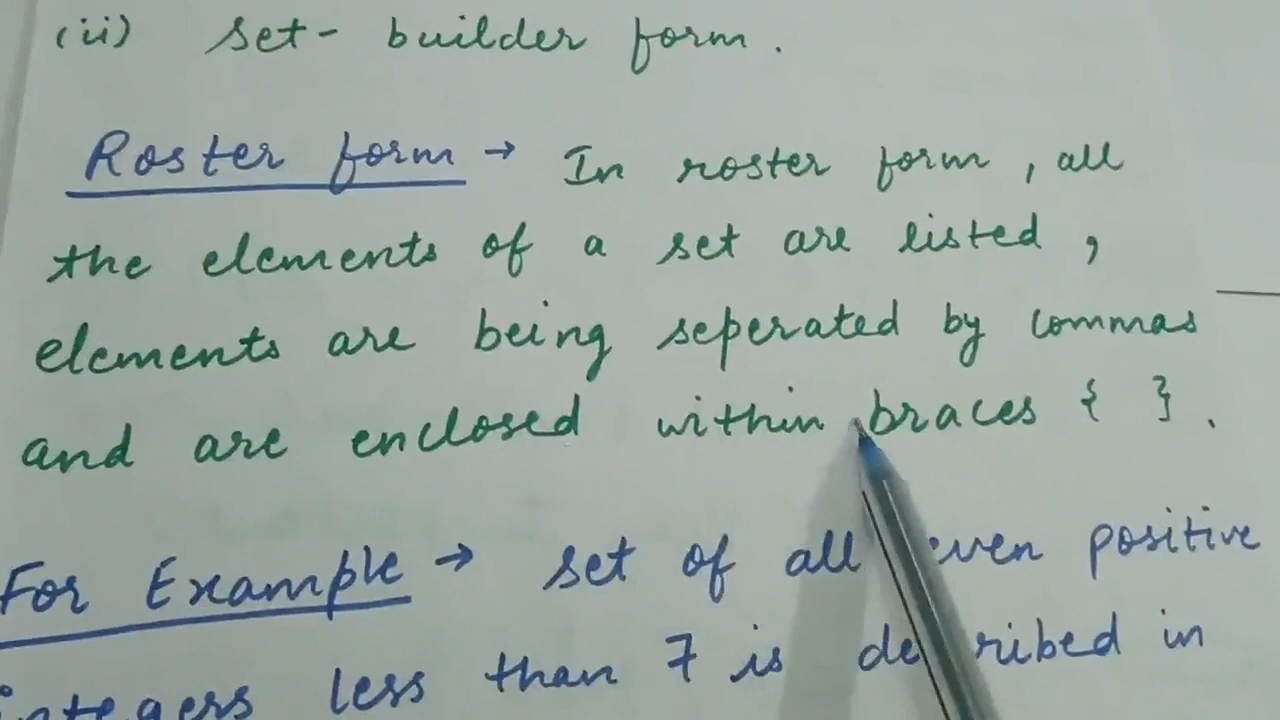 (ii) Set-builder form.
Roster form → In roster form, all
the elements of a set are listed,
elements are being seperated by commas
and are enclosed within braces { }.
For Example → set of all even positive
integers less than 7 is described in